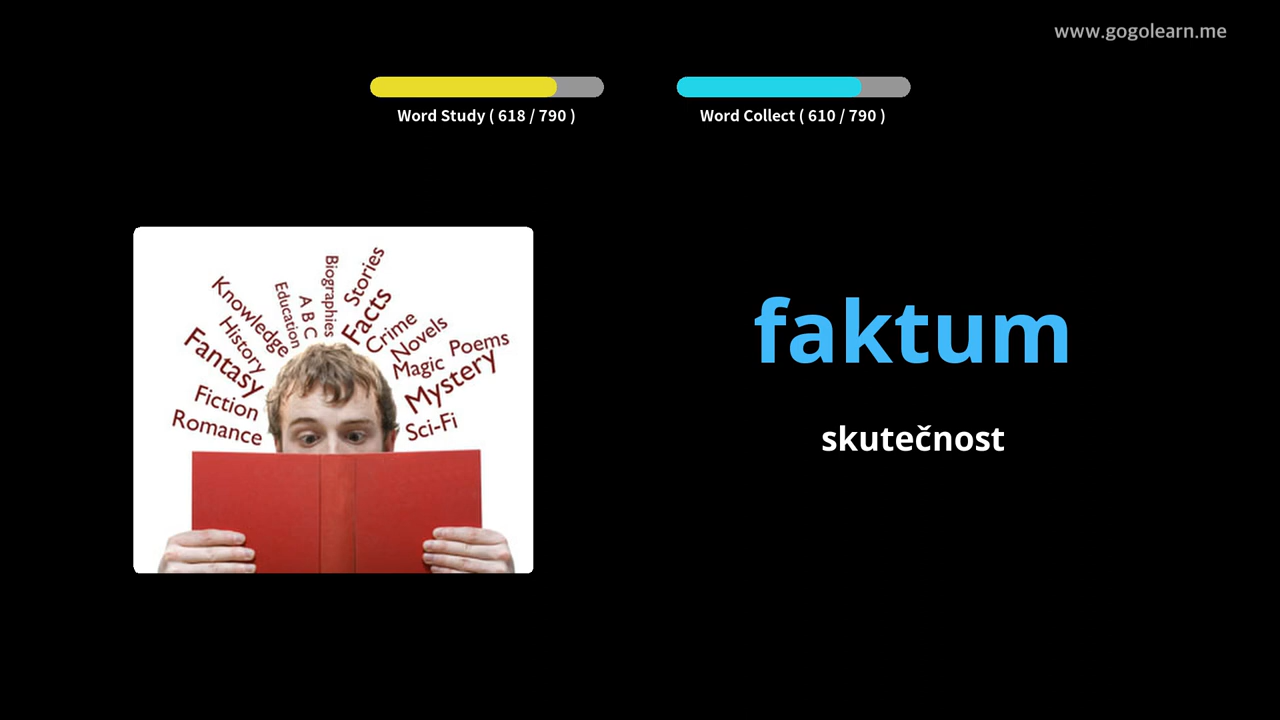 www.gogolearn.me
Word Study ( 618 / 790 )
Word Collect ( 610 / 790 )
Biographies
Stories
Education
A B C
Facts
Knowledge
Crime
History
Novels
Poems
Fantasy
Magic
Mystery
Fiction
Romance
Sci-Fi
faktum
skutečnost